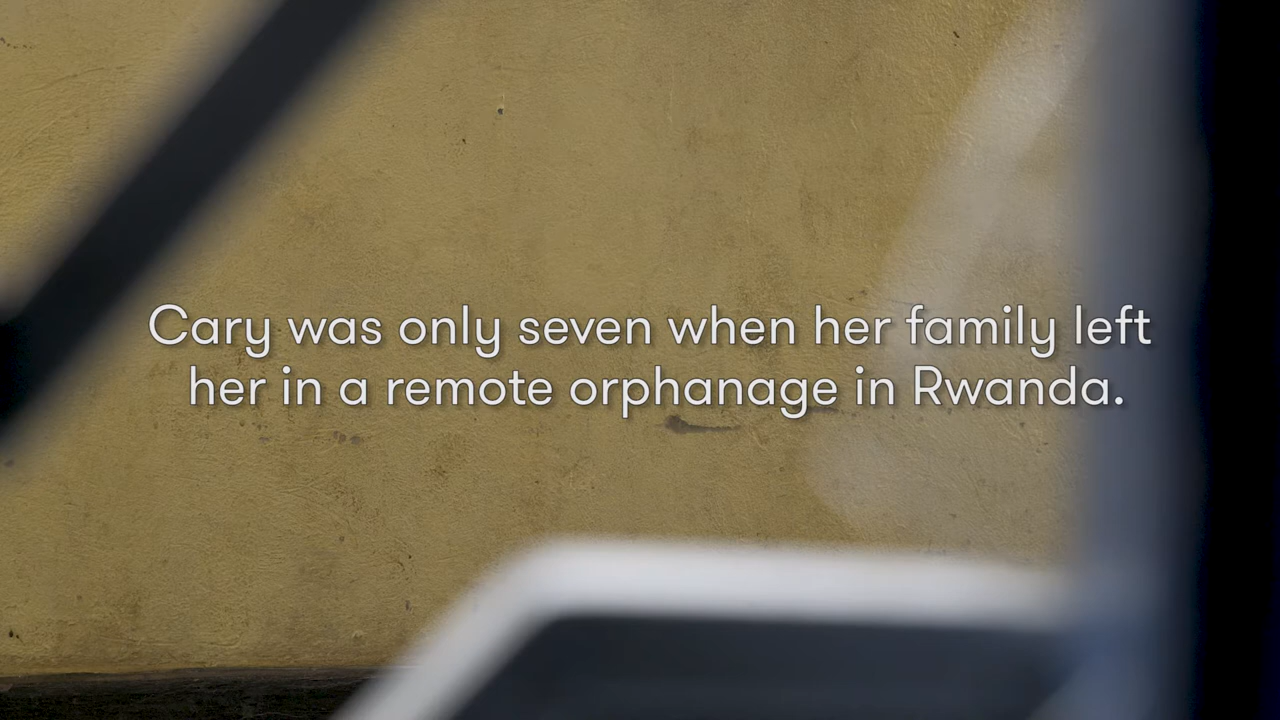 Cary was only seven when her family left
her in a remote orphanage in Rwanda.